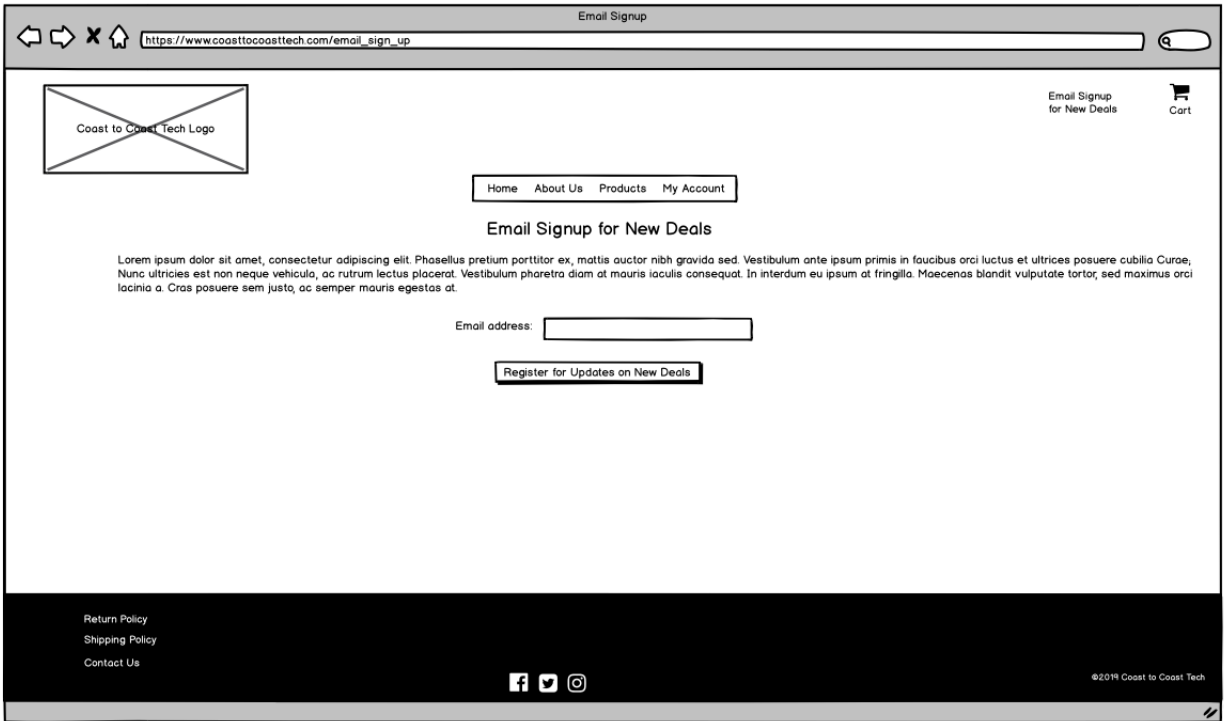 Email Signup
https://www.coasttocoasttech.com/email_sign_up
Coast to Coast Tech Logo
Email Signup
for New Deals
Cart
Home About Us Products My Account
Email Signup for New Deals
Lorem ipsum dolor sit amet, consectetur adipiscing elit. Phasellus pretium porttitor ex, mattis auctor nibh gravida sed. Vestibulum ante ipsum primis in faucibus orci luctus et ultrices posuere cubilia Curae;
Nunc ultricies est non neque vehicula, ac rutrum lectus placerat. Vestibulum pharetra diam at mauris iaculis consequat. In interdum eu ipsum at fringilla. Maecenas blandit vulputate tortor, sed maximus orci
lacinia a. Cras posuere sem justo, ac semper mauris egestas at.
Email address:
Register for Updates on New Deals
Return Policy
Shipping Policy
Contact Us
©2019 Coast to Coast Tech